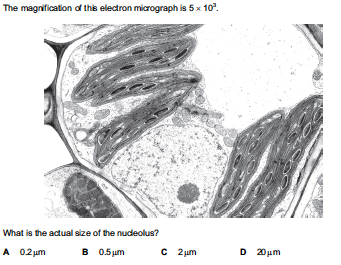 The magnification of this electron micrograph is 5 × 10³.
What is the actual size of the nucleolus?
A 0.2 µm B 0.5 µm C 2 µm D 20 µm